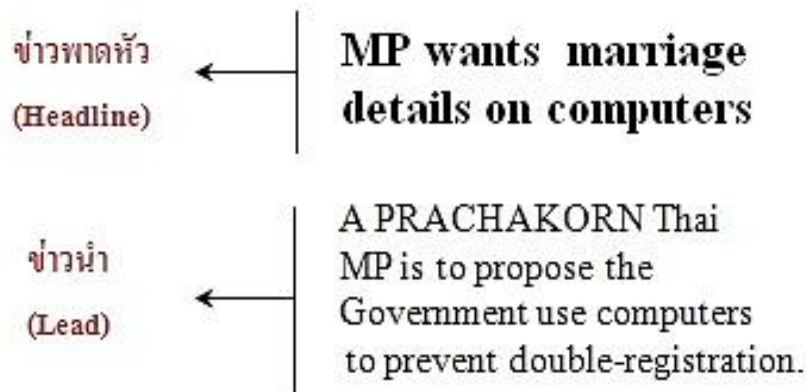 ข่าวพาดหัว
(Headline)
MP wants marriage
details on computers
ข่าวนำ
(Lead)
A PRACHAKORN Thai
MP is to propose the
Government use computers
to prevent double-registration.